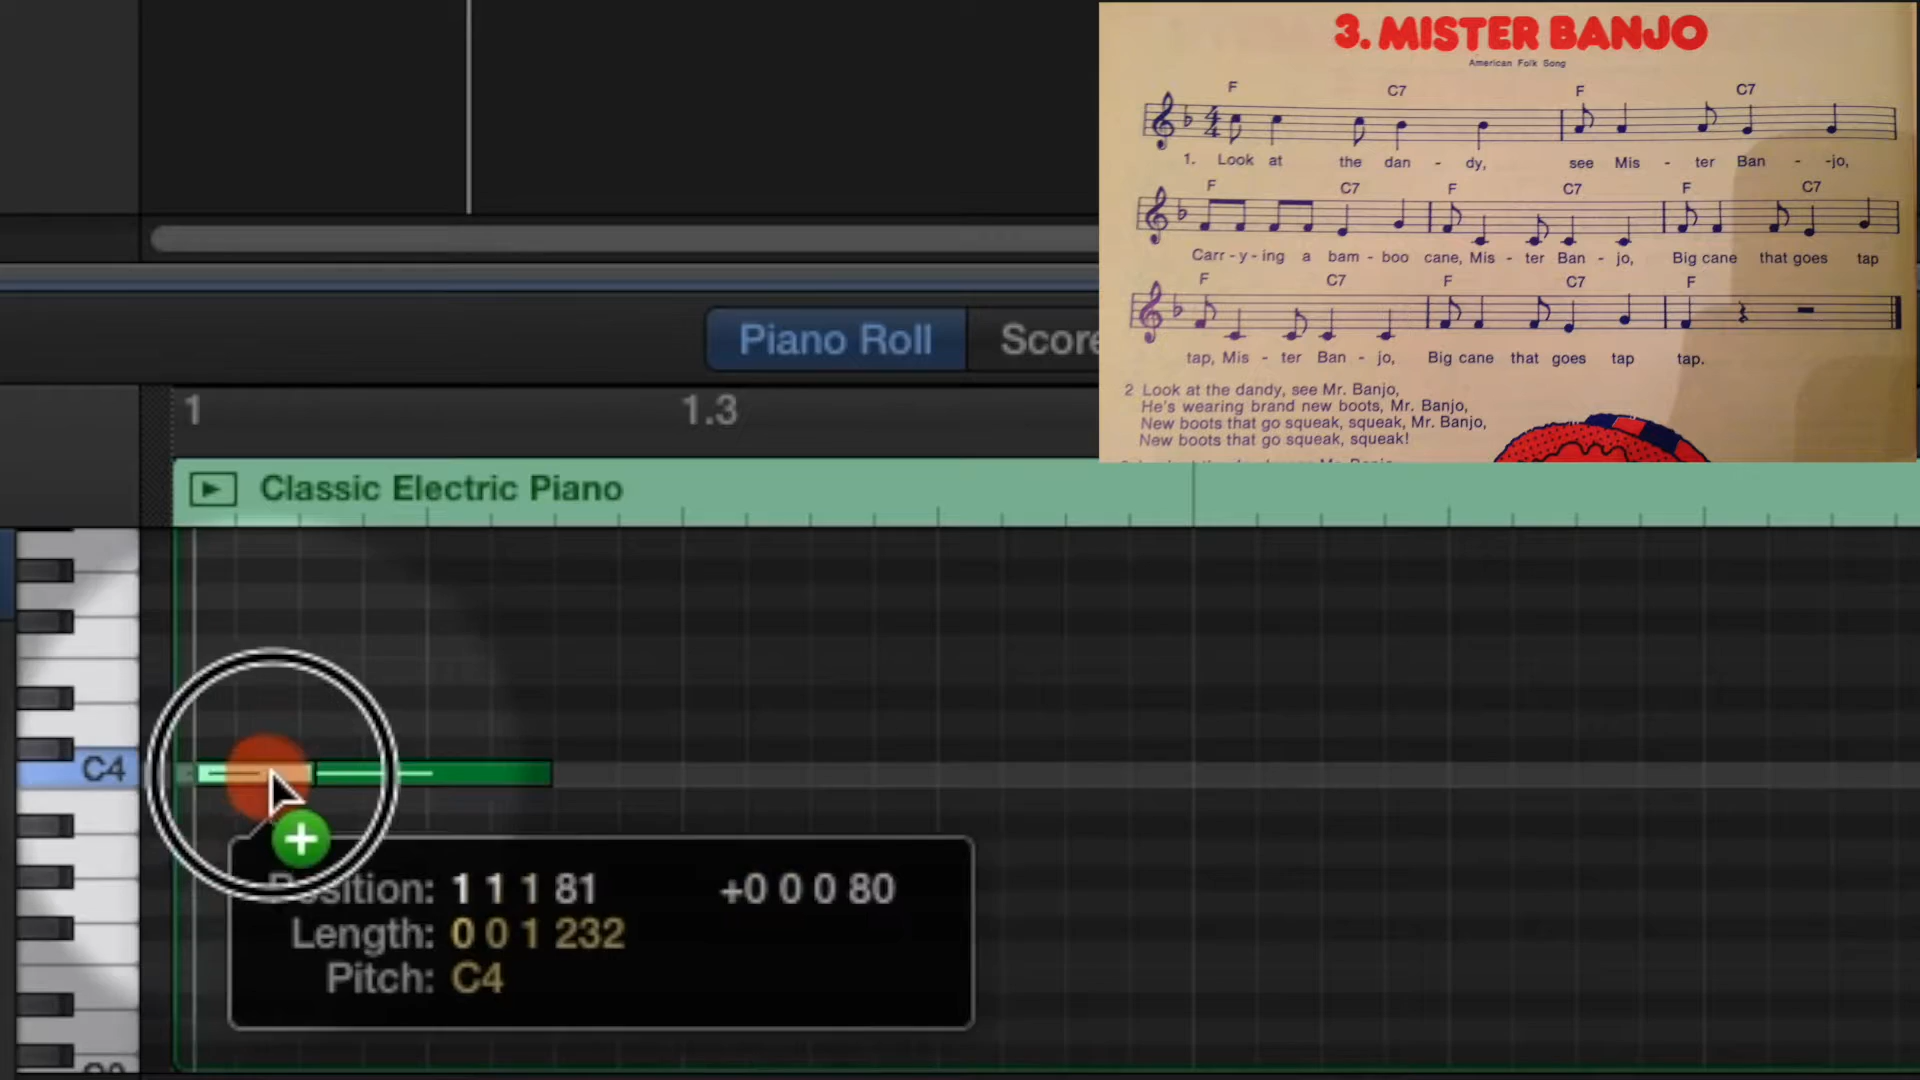 3. MISTER BANJO
American Folk Song
F C7 F C7
1. Look at the dan - dy, see Mis - ter Ban - -jo,
F C7 F C7 F C7
Carr - y - ing a bam - boo cane, Mis - ter Ban - jo, Big cane that goes tap
F C7 F C7 F
tap, Mis - ter Ban - jo, Big cane that goes tap tap.
2 Look at the dandy, see Mr. Banjo,
He's wearing brand new boots, Mr. Banjo,
New boots that go squeak, squeak, Mr. Banjo,
New boots that go squeak, squeak!
Piano Roll Score
1 1.3
Classic Electric Piano
C4
Position: 1 1 1 81 +0 0 0 80
Length: 0 0 1 232
Pitch: C4